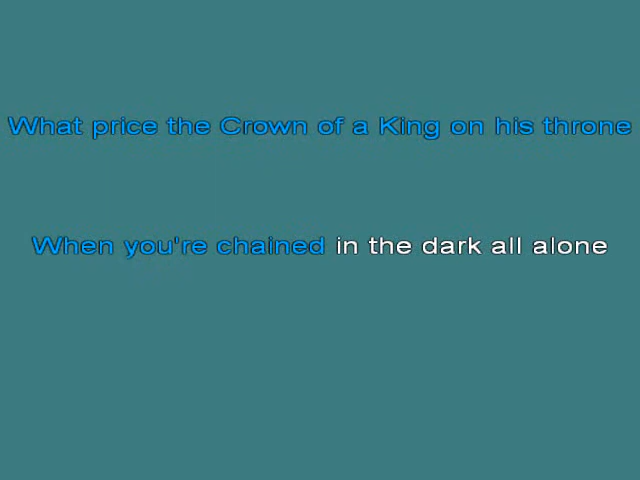 What price the Crown of a King on his throne
When you're chained in the dark all alone